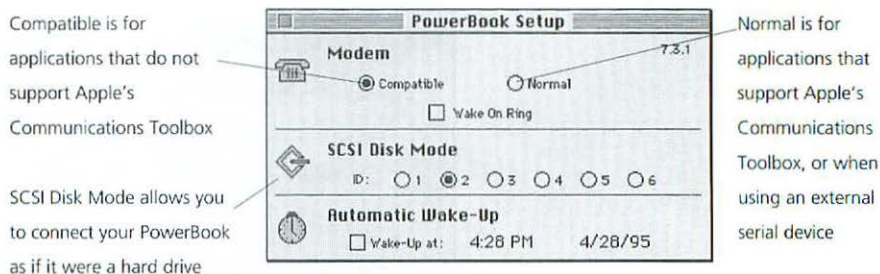 Compatible is for
applications that do not
support Apple's
Communications Toolbox
SCSI Disk Mode allows you
to connect your PowerBook
as if it were a hard drive
PowerBook Setup
Modem
7.3.1
Compatible
Normal
Wake On Ring
SCSI Disk Mode
ID: 1 2 3 4 5 6
Automatic Wake-Up
Wake-Up at: 4:28 PM 4/28/95
Normal is for
applications that
support Apple's
Communications
Toolbox, or when
using an external
serial device